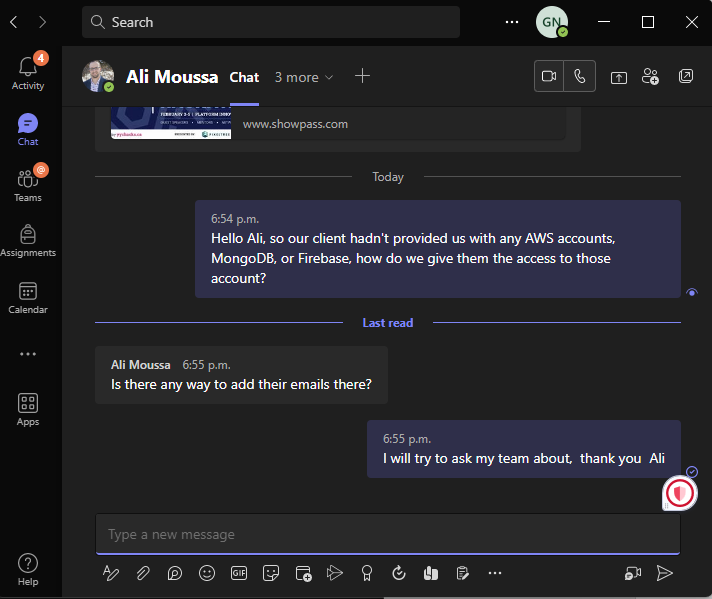 Search
GN
4
Activity
Chat
@
Teams
Assignments
Calendar
Apps
Help
Ali Moussa Chat 3 more
FEBRUARY 3-5 | PLATFORM
www.showpass.com
Today
6:54 p.m.
Hello Ali, so our client hadn't provided us with any AWS accounts,
MongoDB, or Firebase, how do we give them the access to those
account?
Last read
Ali Moussa 6:55 p.m.
Is there any way to add their emails there?
6:55 p.m.
I will try to ask my team about,  thank you  Ali
Type a new message
GIF